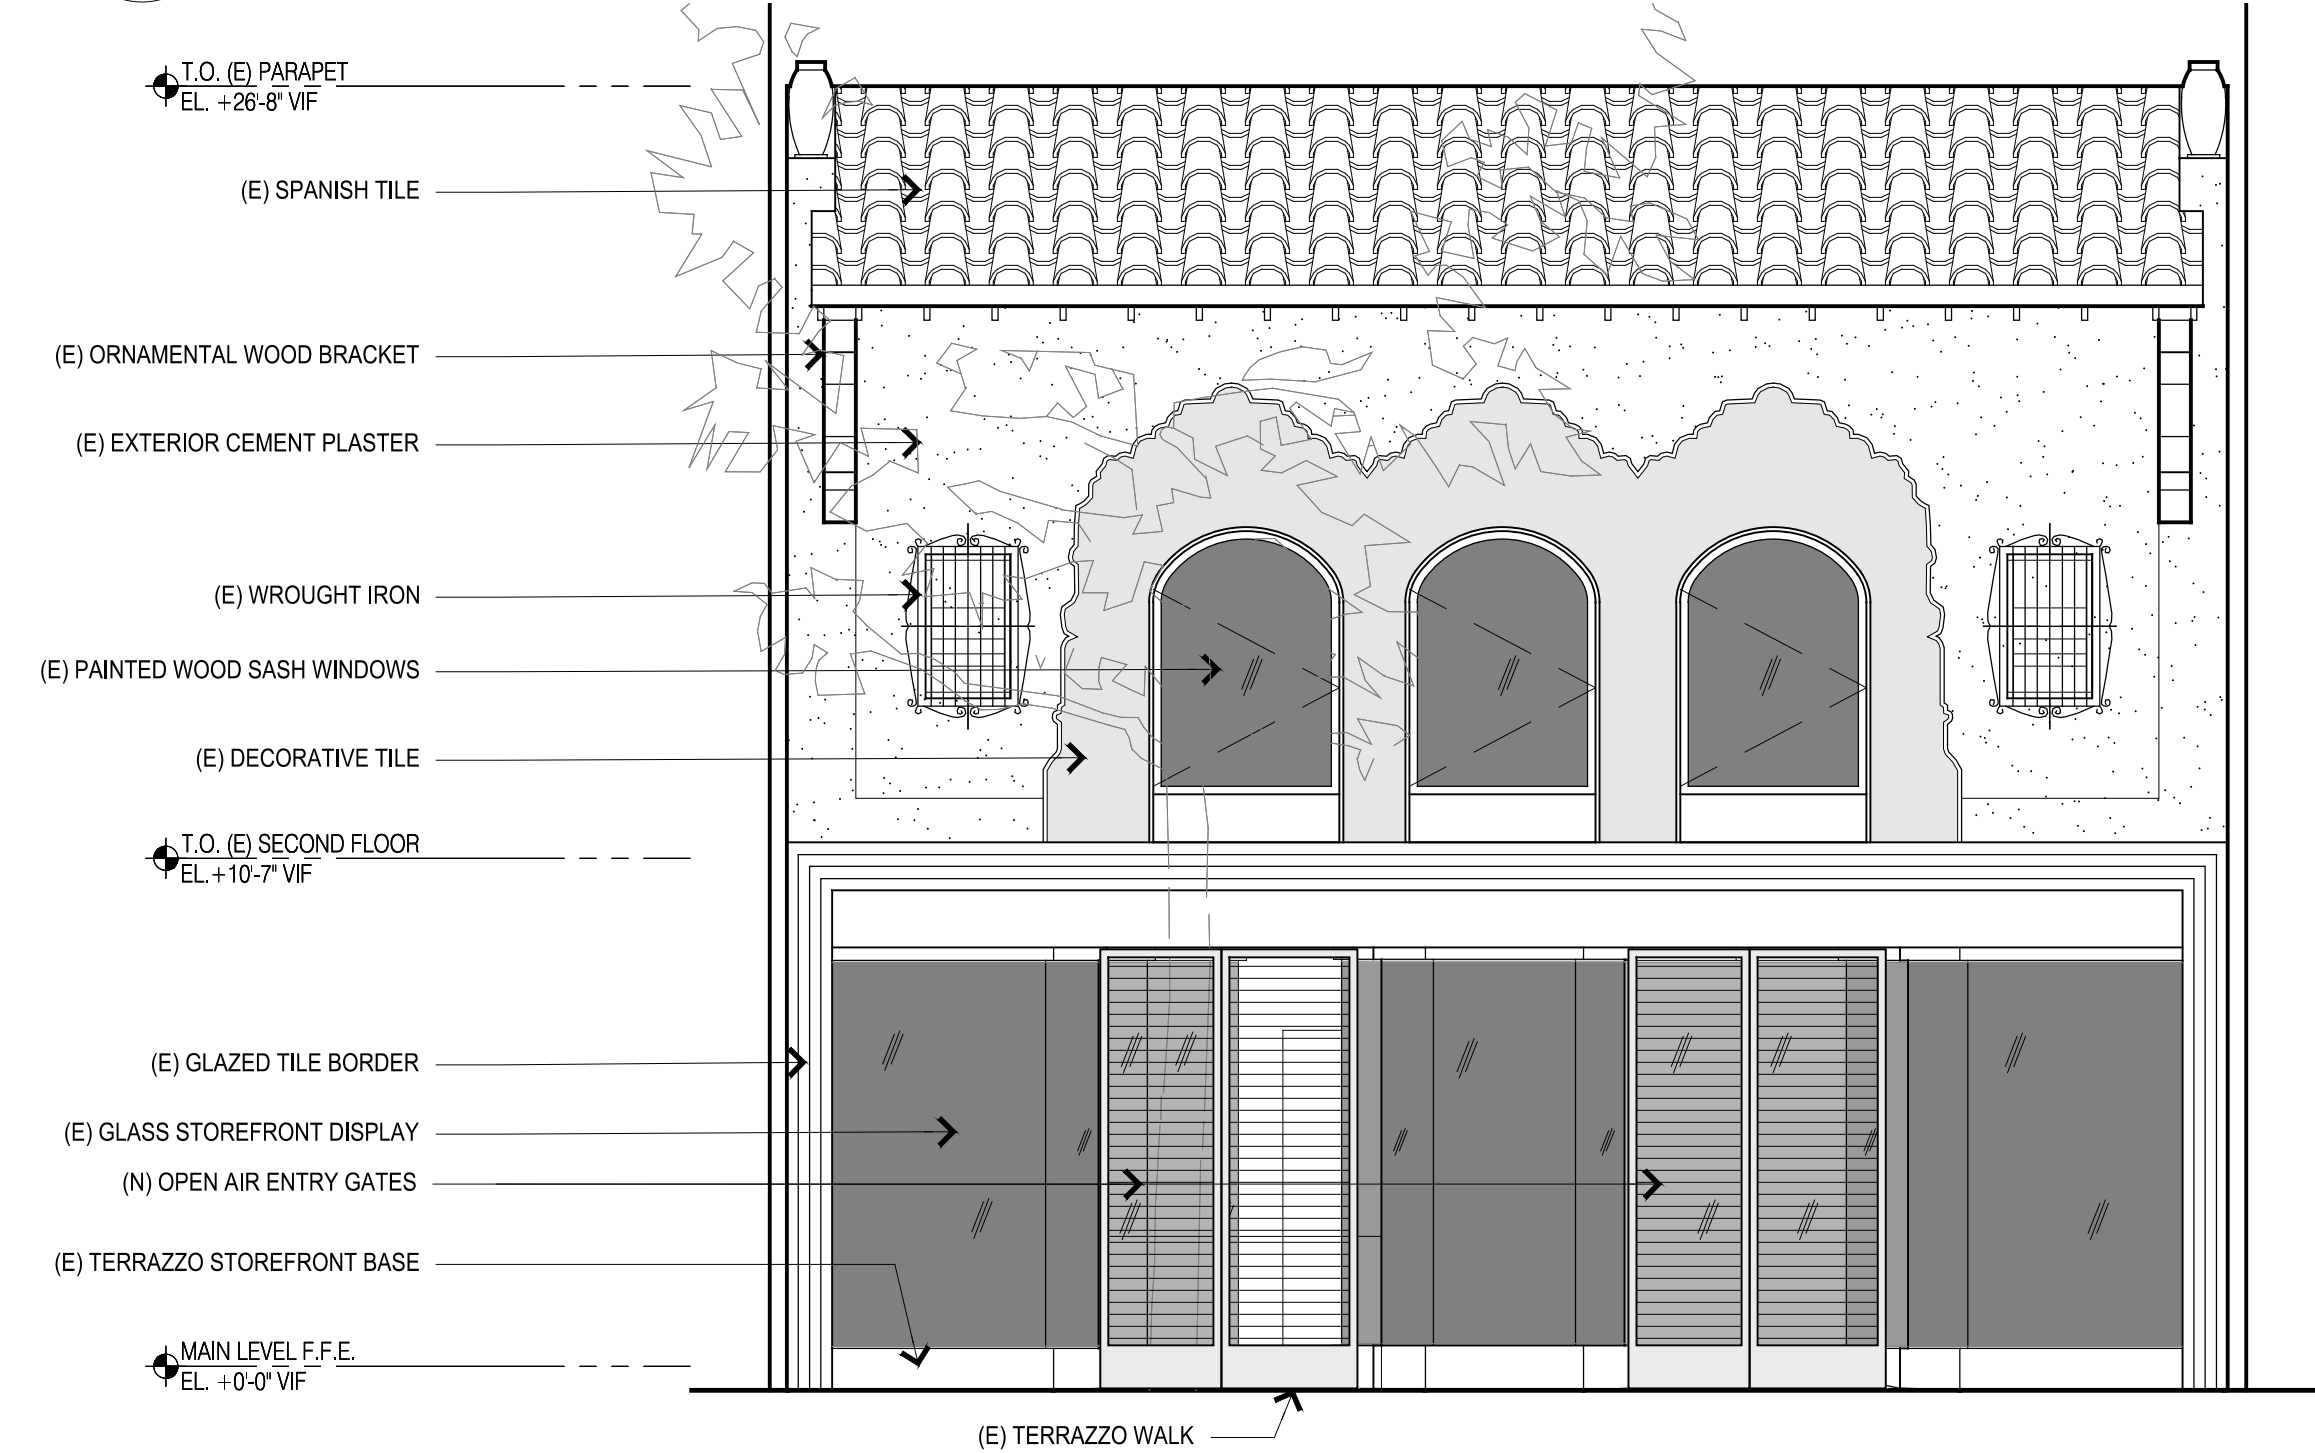 T.O. (E) PARAPET
EL. +26'-8" VIF
(E) SPANISH TILE
(E) ORNAMENTAL WOOD BRACKET
(E) EXTERIOR CEMENT PLASTER
(E) WROUGHT IRON
(E) PAINTED WOOD SASH WINDOWS
(E) DECORATIVE TILE
T.O. (E) SECOND FLOOR
EL.+10'-7" VIF
(E) GLAZED TILE BORDER
(E) GLASS STOREFRONT DISPLAY
(N) OPEN AIR ENTRY GATES
(E) TERRAZZO STOREFRONT BASE
MAIN LEVEL F.F.E.
EL. +0'-0" VIF
(E) TERRAZZO WALK